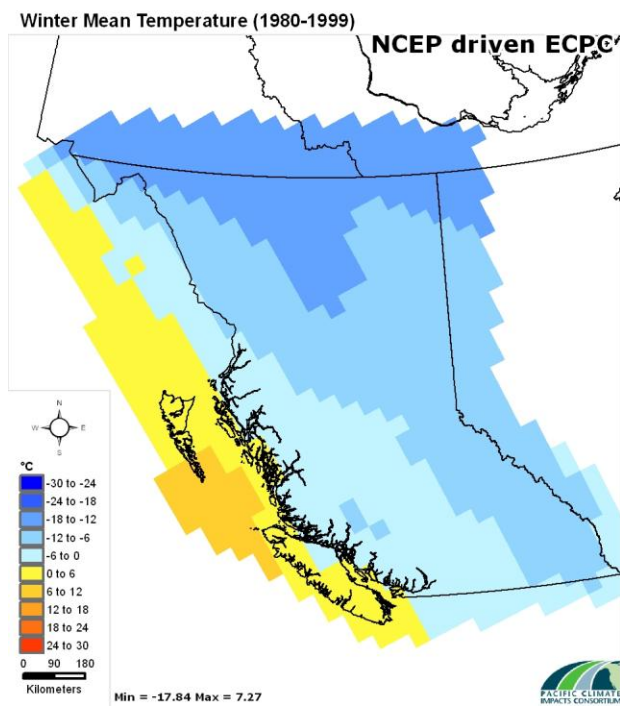 Winter Mean Temperature (1980-1999)
NCEP driven ECPC
N
W E
S
°C
-30 to -24
-24 to -18
-18 to -12
-12 to -6
-6 to 0
0 to 6
6 to 12
12 to 18
18 to 24
24 to 30
0 90 180
Kilometers
Min = -17.84 Max = 7.27
PACIFIC CLIMATE
IMPACTS CONSORTIUM